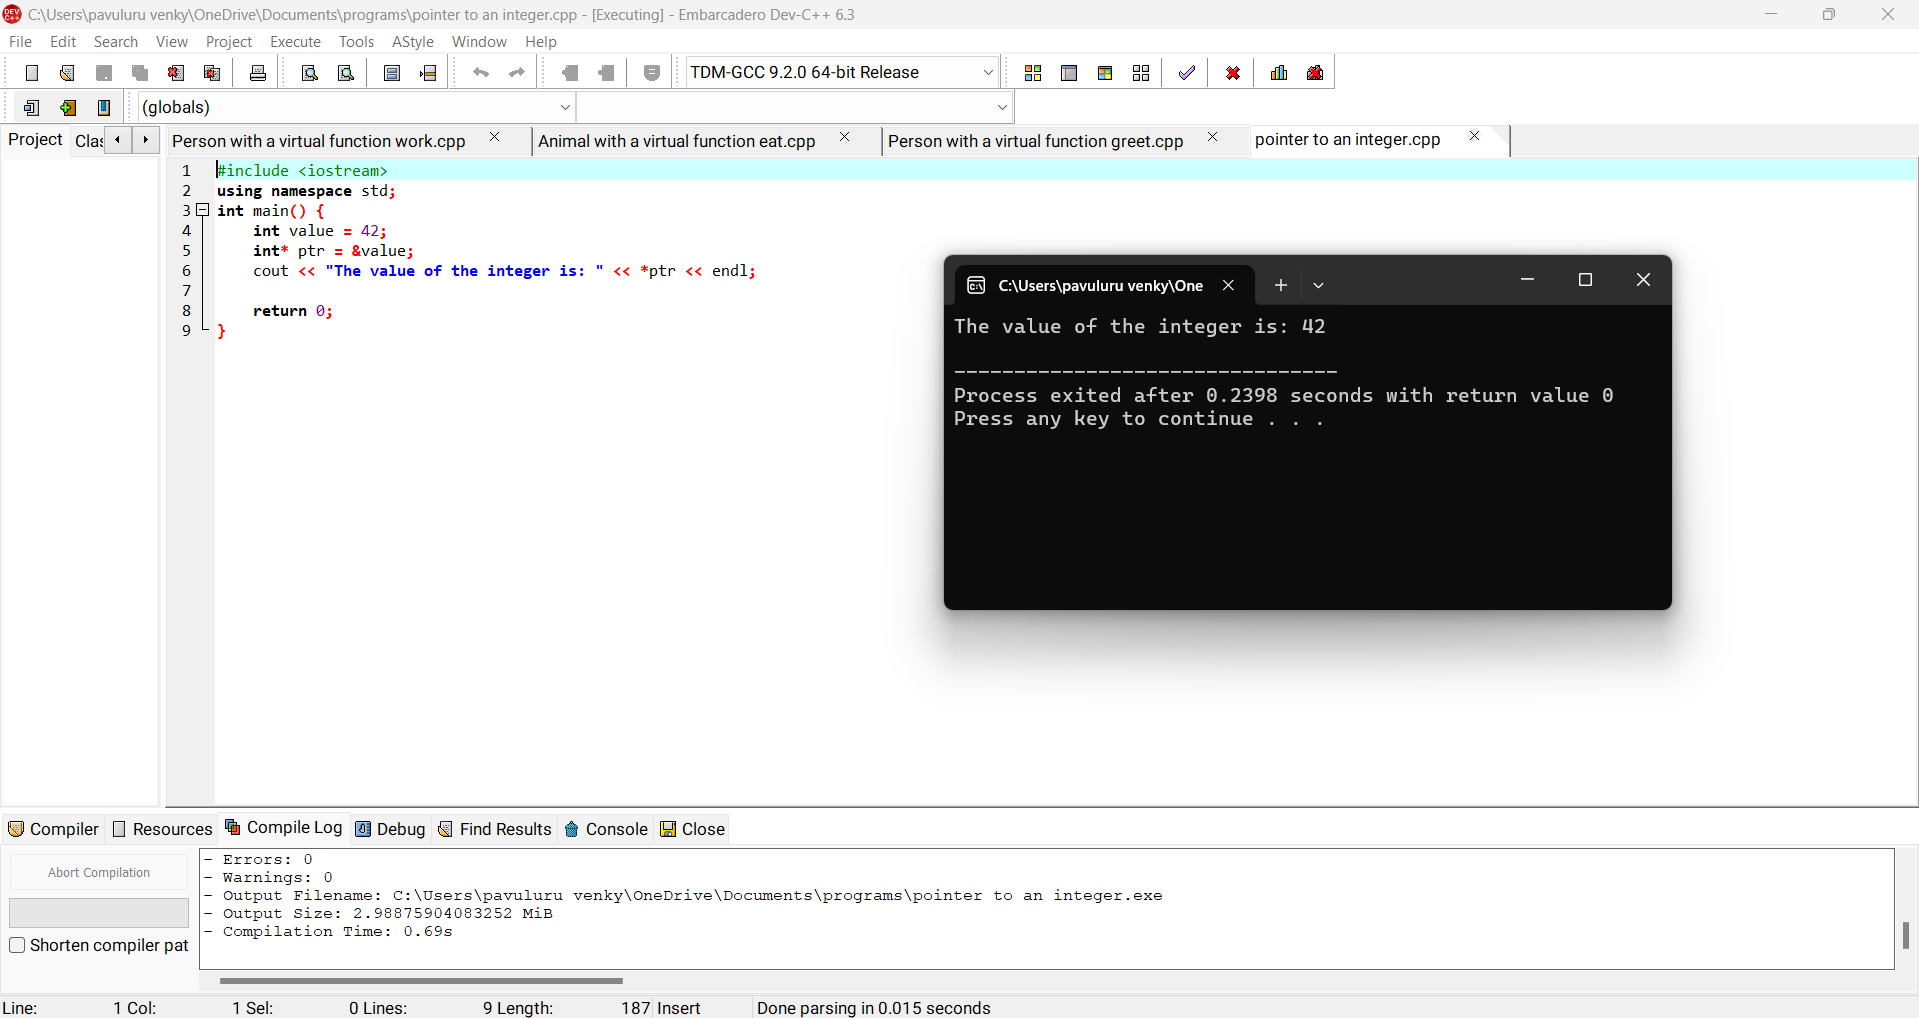 C:\Users\pavuluru venky\OneDrive\Documents\programs\pointer to an integer.cpp - [Executing] - Embarcadero Dev-C++ 6.3
File Edit Search View Project Execute Tools AStyle Window Help
TDM-GCC 9.2.0 64-bit Release
(globals)
Project Clas
Person with a virtual function work.cpp
Animal with a virtual function eat.cpp
Person with a virtual function greet.cpp
pointer to an integer.cpp
1 #include <iostream>
2 using namespace std;
3 int main() {
4 int value = 42;
5 int* ptr = &value;
6 cout << "The value of the integer is: " << *ptr << endl;
7
8 return 0;
9 }
C:\Users\pavuluru venky\One
The value of the integer is: 42
--------------------------------
Process exited after 0.2398 seconds with return value 0
Press any key to continue . . .
Compiler Resources Compile Log Debug Find Results Console Close
Abort Compilation
Shorten compiler pat
- Errors: 0
- Warnings: 0
- Output Filename: C:\Users\pavuluru venky\OneDrive\Documents\programs\pointer to an integer.exe
- Output Size: 2.98875904083252 MiB
- Compilation Time: 0.69s
Line: 1 Col: 1 Sel: 0 Lines: 9 Length: 187 Insert Done parsing in 0.015 seconds